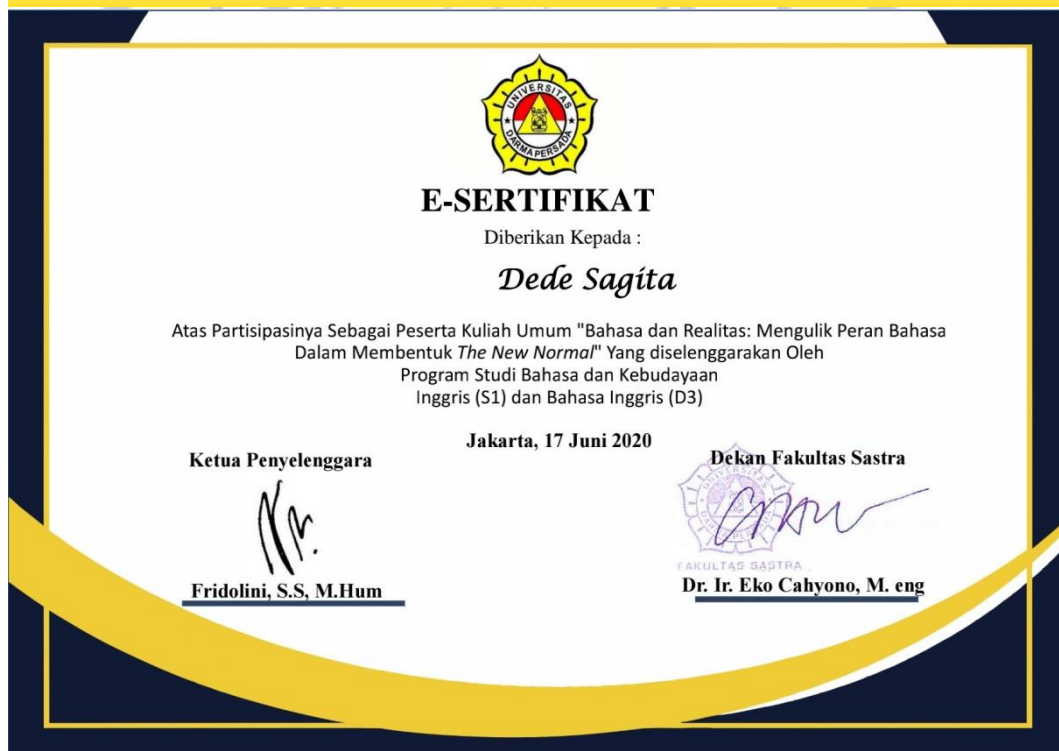 UNIVERSITAS
DARMA PERSADA
E-SERTIFIKAT
Diberikan Kepada :
Dede Sagita
Atas Partisipasinya Sebagai Peserta Kuliah Umum "Bahasa dan Realitas: Mengulik Peran Bahasa
Dalam Membentuk The New Normal" Yang diselenggarakan Oleh
Program Studi Bahasa dan Kebudayaan
Inggris (S1) dan Bahasa Inggris (D3)
Jakarta, 17 Juni 2020
Ketua Penyelenggara
Fridolini, S.S, M.Hum
Dekan Fakultas Sastra
UNIVERSITAS
DARMA PERSADA
FAKULTAS SASTRA
Dr. Ir. Eko Cahyono, M. eng